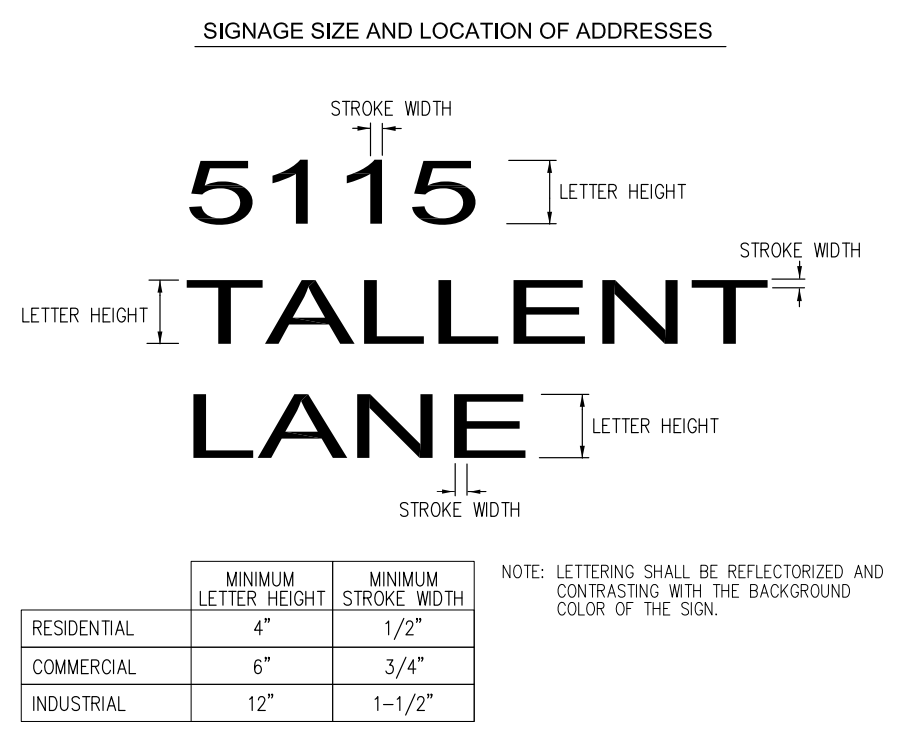 SIGNAGE SIZE AND LOCATION OF ADDRESSES
STROKE WIDTH
5115
LETTER HEIGHT
STROKE WIDTH
LETTER HEIGHT
TALLENT
LANE
LETTER HEIGHT
STROKE WIDTH
MINIMUM LETTER HEIGHT MINIMUM STROKE WIDTH
RESIDENTIAL 4" 1/2"
COMMERCIAL 6" 3/4"
INDUSTRIAL 12" 1-1/2"
NOTE: LETTERING SHALL BE REFLECTORIZED AND
CONTRASTING WITH THE BACKGROUND
COLOR OF THE SIGN.